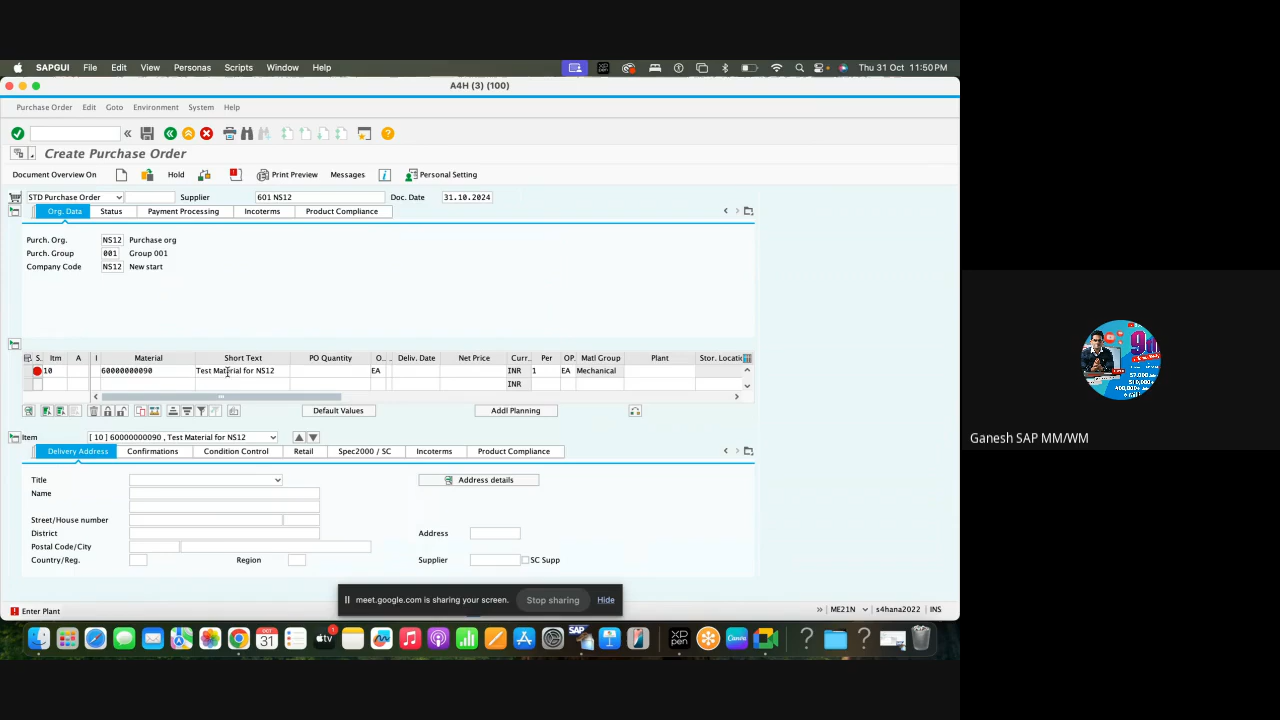 SAPGUI File Edit View Personas Scripts Window Help Thu 31 Oct 11:50 PM
A4H (3) (100)
Purchase Order Edit Goto Environment System Help
Create Purchase Order
Document Overview On Hold Print Preview Messages Personal Setting
STD Purchase Order Supplier 601 NS12 Doc. Date 31.10.2024
Org. Data Status Payment Processing Incoterms Product Compliance
Purch. Org. NS12 Purchase org
Purch. Group 001 Group 001
Company Code NS12 New start
S.. Itm A I Material Short Text PO Quantity O... Deliv. Date Net Price Curr.. Per OP. Matl Group Plant Stor. Locatio
10 60000000090 Test Material for NS12 EA INR 1 EA Mechanical
INR
Default Values Addl Planning
Item [ 10 ] 60000000090 , Test Material for NS12
Delivery Address Confirmations Condition Control Retail Spec2000 / SC Incoterms Product Compliance
Title Address details
Name
Street/House number
District Address
Postal Code/City
Country/Reg. Region Supplier SC Supp
meet.google.com is sharing your screen. Stop sharing Hide
Enter Plant ME21N s4hana2022 INS
Ganesh SAP MM/WM